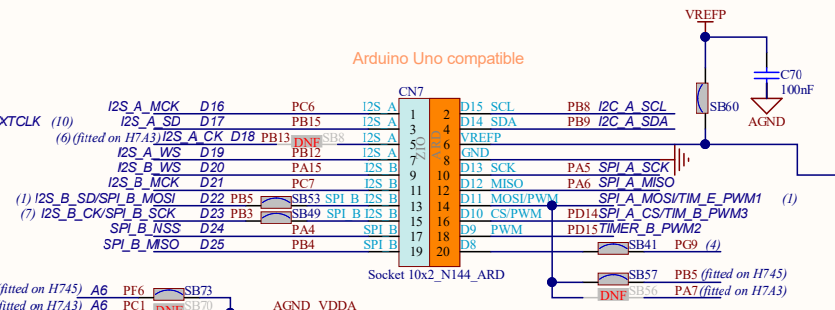 VREFP
Arduino Uno compatible
C70
100nF
SB60
AGND
CN7
I2S_A_MCK D16 PC6 I2S_A 1 2 D15 SCL PB8 I2C_A_SCL
XTCLK (10) I2S_A_SD D17 PB15 I2S_A 3 4 D14 SDA PB9 I2C_A_SDA
(6)(fitted on H7A3) I2S_A_CK D18 PB13 DNF SB8 I2S_A 5 6 VREFP
I2S_A_WS D19 PB12 I2S_A 7 8 GND
I2S_B_WS D20 PA15 I2S_B 9 10 D13 SCK PA5 SPI_A_SCK
I2S_B_MCK D21 PC7 I2S_B 11 12 D12 MISO PA6 SPI_A_MISO
(1) I2S_B_SD/SPI_B_MOSI D22 PB5 SB53 SPI_B I2S_B 13 14 D11 MOSI/PWM SPI_A_MOSI/TIM_E_PWM1 (1)
(7) I2S_B_CK/SPI_B_SCK D23 PB3 SB49 SPI_B I2S_B 15 16 D10 CS/PWM PD14 SPI_A_CS/TIM_B_PWM3
SPI_B_NSS D24 PA4 SPI_B 17 18 D9 PWM PD15 TIMER_B_PWM2
SPI_B_MISO D25 PB4 SPI_B 19 20 D8 SB41 PG9 (4)
ZIO
ARD
Socket 10x2_N144_ARD
SB57 PB5 (fitted on H745)
DNF SB56 PA7 (fitted on H7A3)
fitted on H745) A6 PF6 SB73
fitted on H7A3) A6 PC1 DNF SB70
AGND VDDA